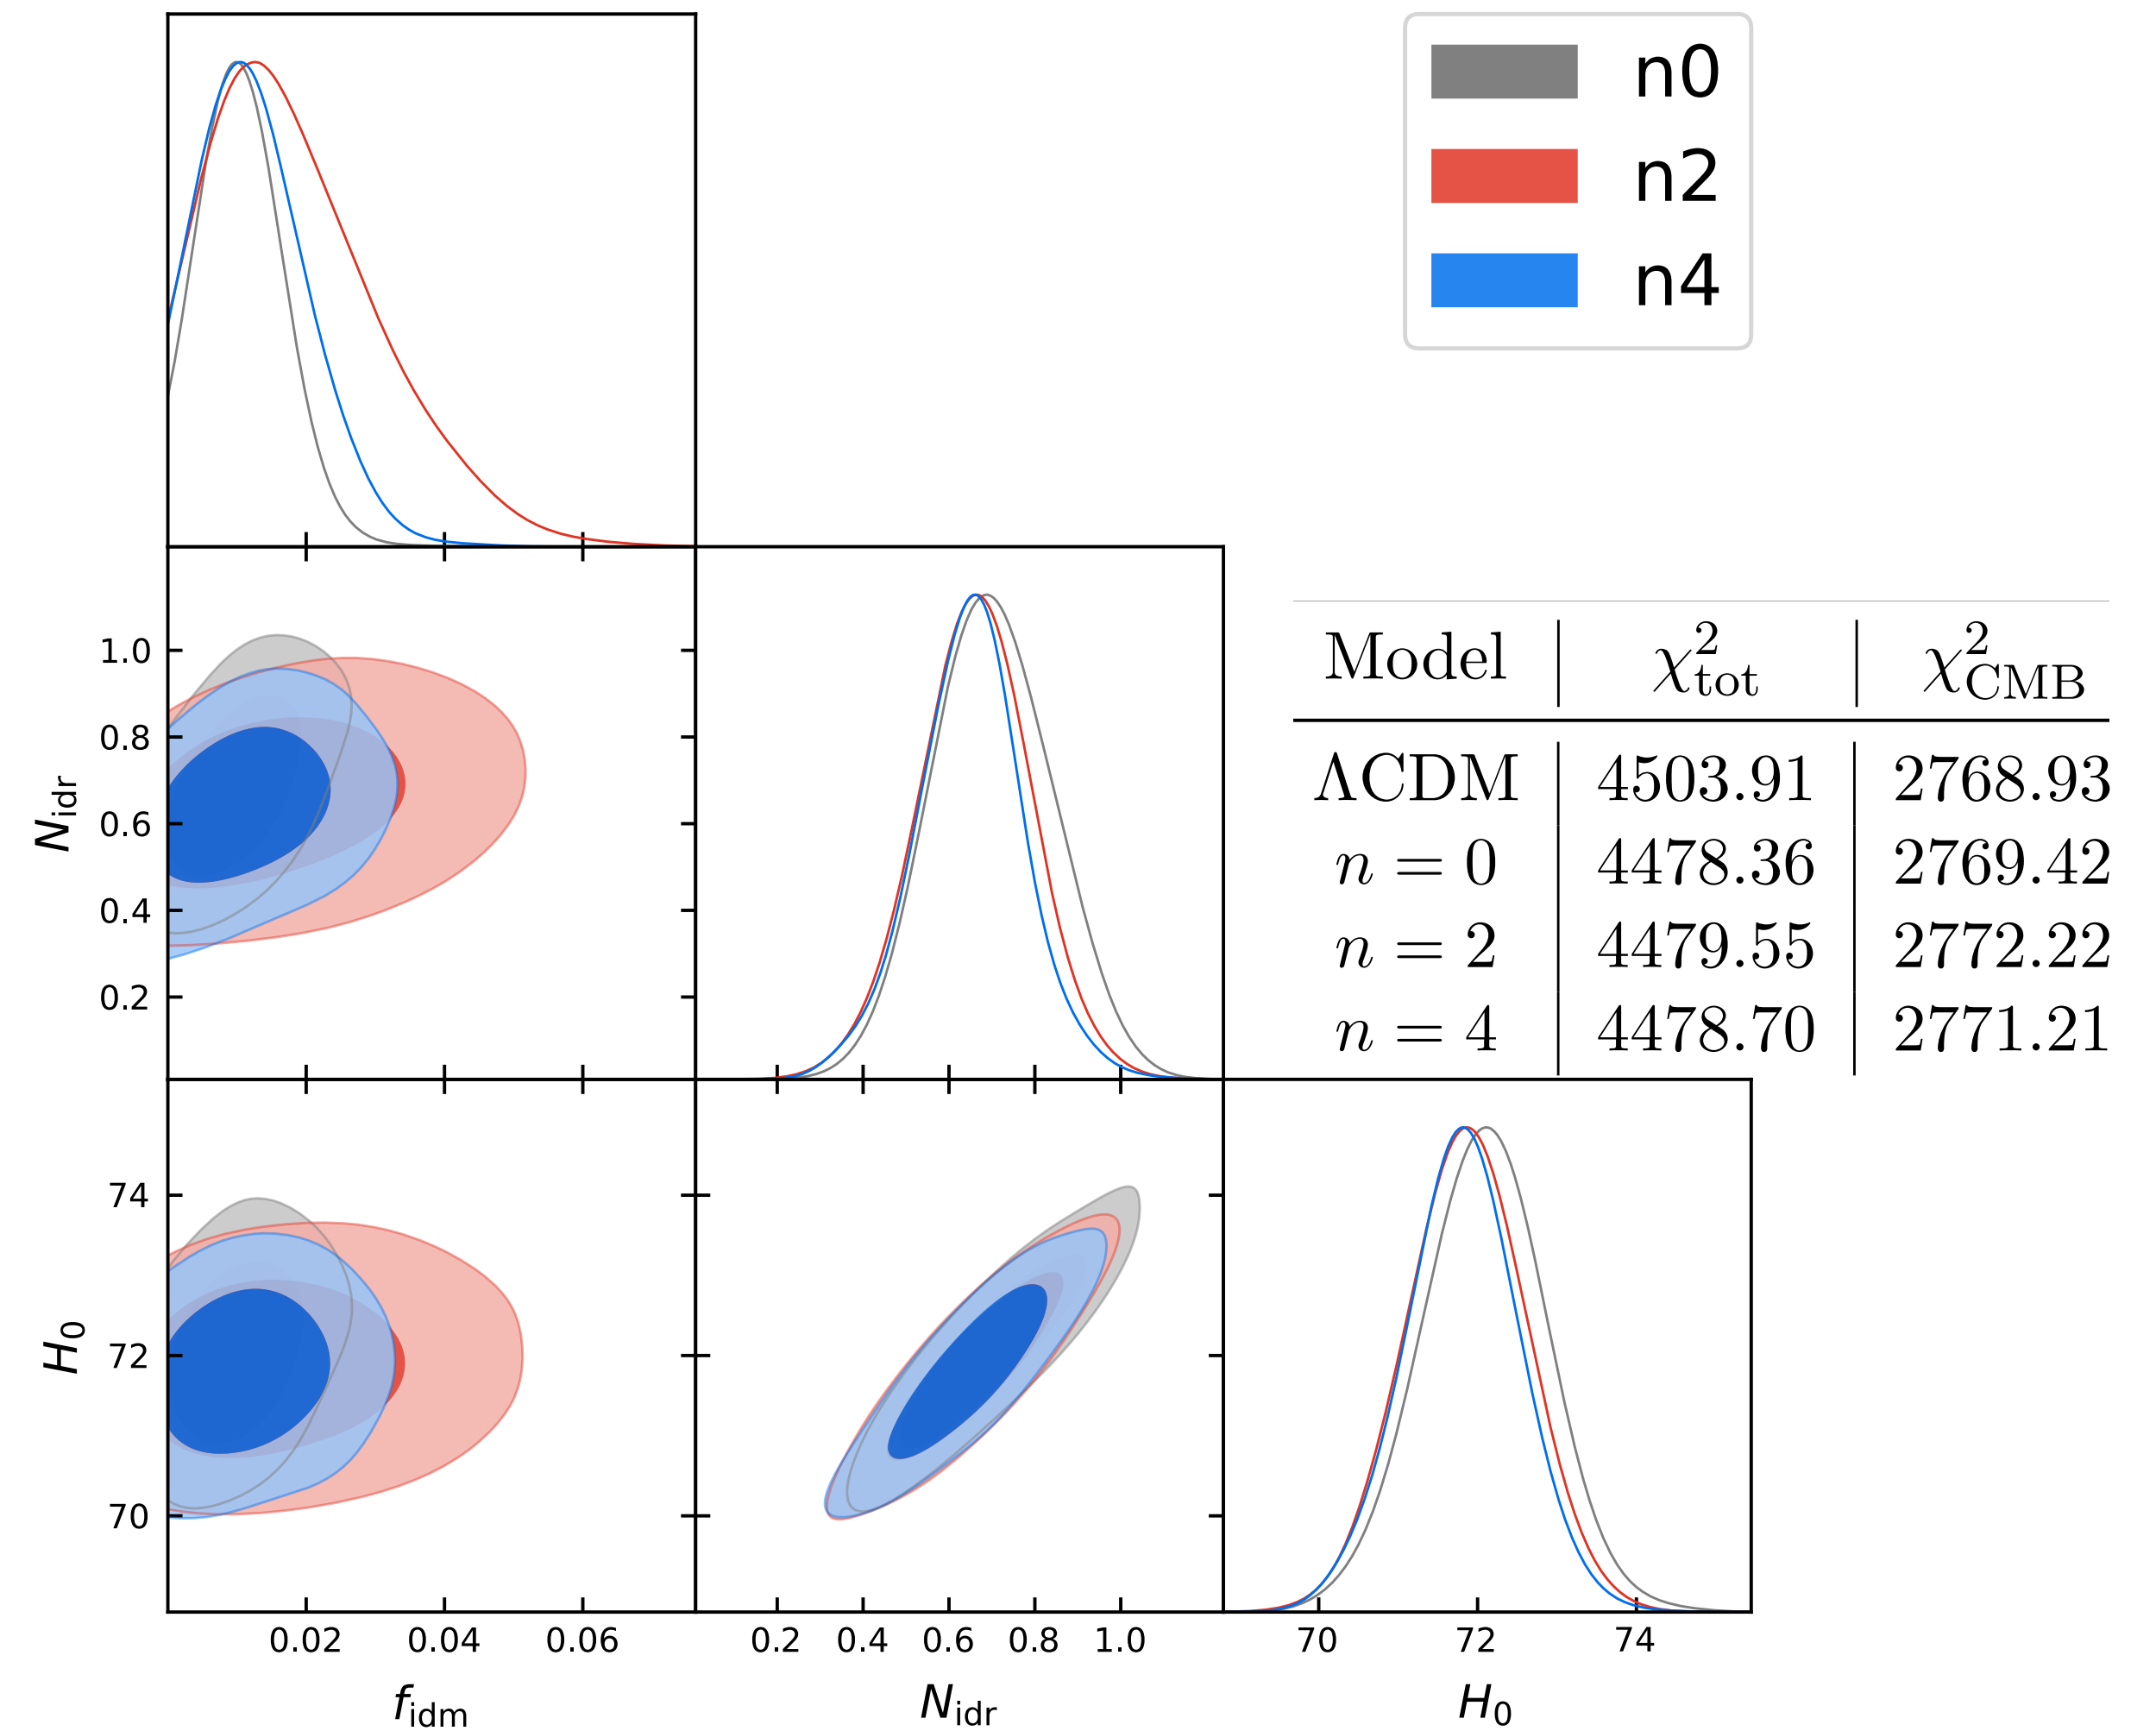 n0
n2
n4
Model | χ²tot | χ²CMB
ΛCDM | 4503.91 | 2768.93
n = 0 | 4478.36 | 2769.42
n = 2 | 4479.55 | 2772.22
n = 4 | 4478.70 | 2771.21
1.0
0.8
0.6
0.4
0.2
Nidr
74
72
70
H0
0.02 0.04 0.06
0.2 0.4 0.6 0.8 1.0
70 72 74
fidm
Nidr
H0